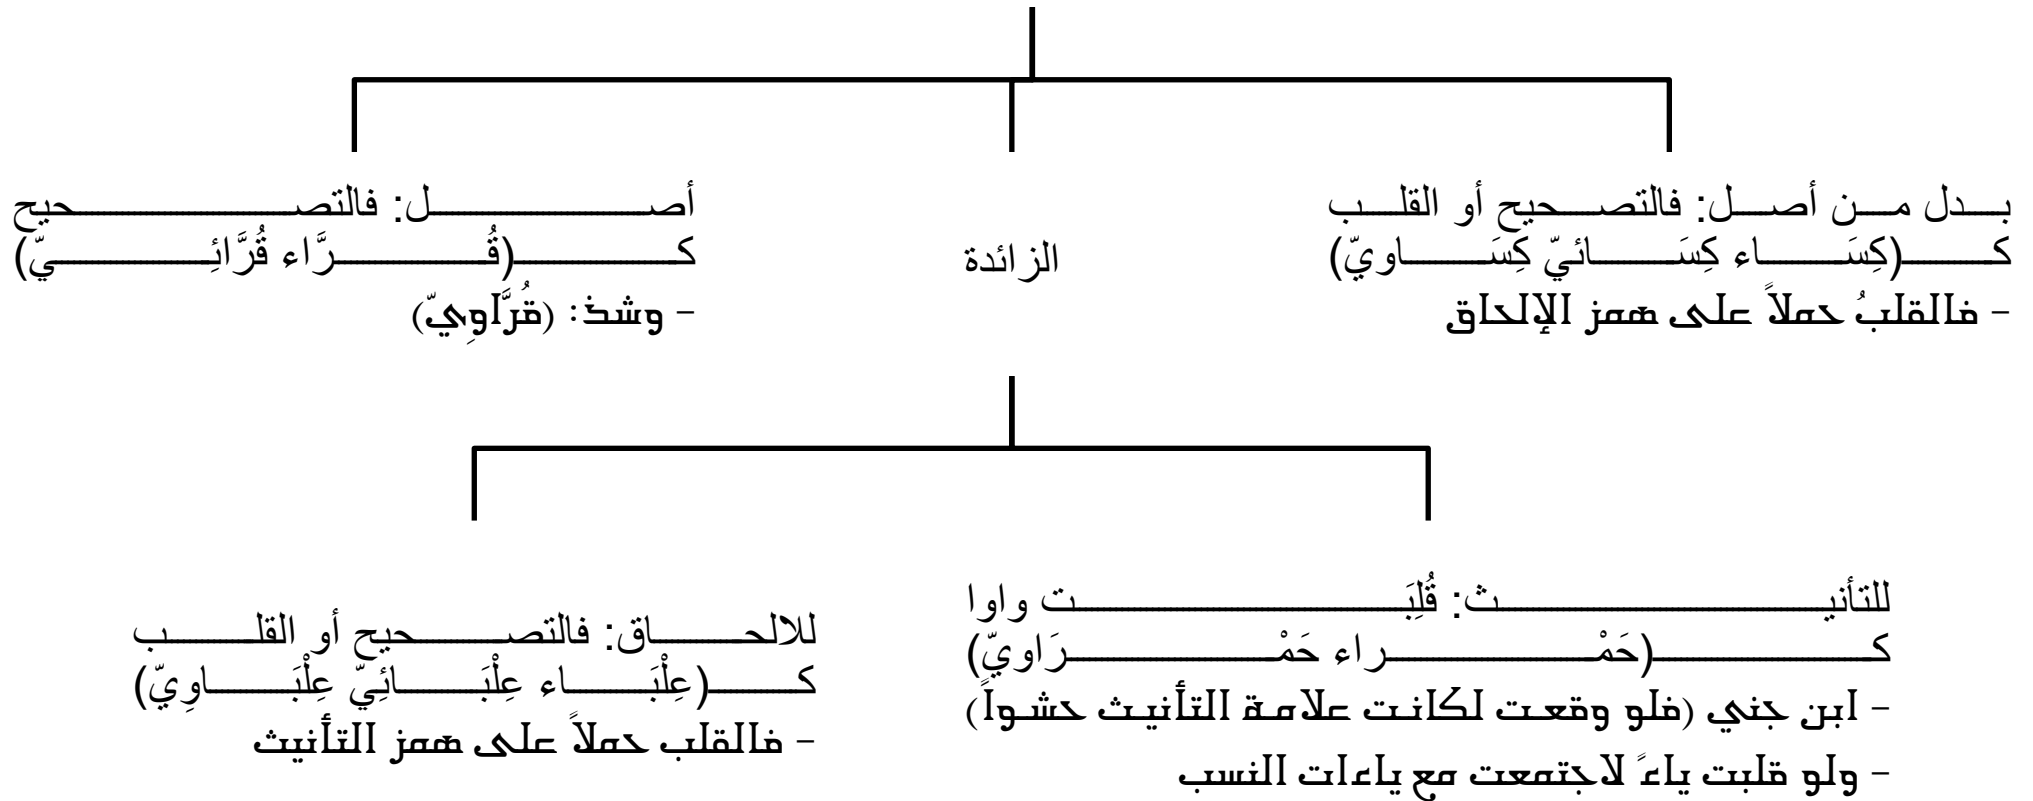 بدل من أصل: فالتصحيح أو القلب
كـ(كِسَاء كِسَائيّ كِسَاويّ)
- فالقلبُ حملاً على همز الإلحاق
الزائدة
أصل: فالتصحيح
كـ(قُرَّاء قُرَّائِيّ)
- وشذ: (قُرَّاوِيّ)
للتأنيث: قُلِبَت واوا
كـ(حَمْراء حَمْرَاويّ)
- ابن جني (فلو وقعت لكانت علامة التأنيث حشواً)
- ولو قلبت ياءً لاجتمعت مع ياءات النسب
للالحاق: فالتصحيح أو القلب
كـ(عِلْبَاء عِلْبَائِيّ عِلْبَاوِيّ)
- فالقلب حملاً على همز التأنيث